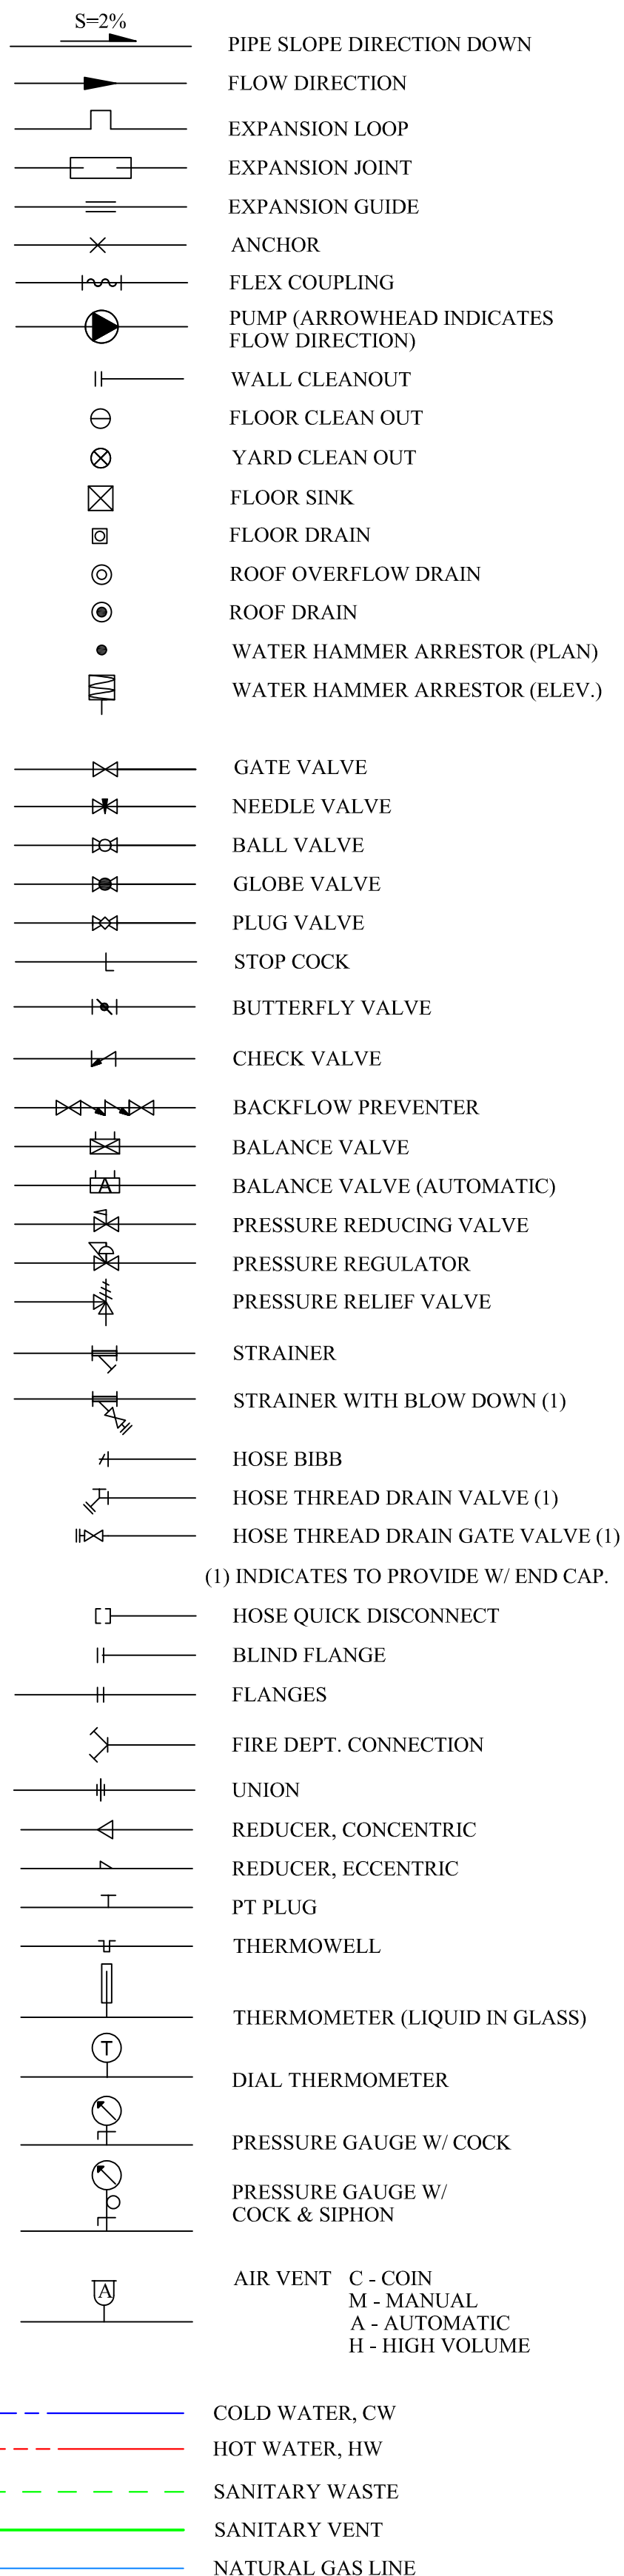 S=2%
PIPE SLOPE DIRECTION DOWN
FLOW DIRECTION
EXPANSION LOOP
EXPANSION JOINT
EXPANSION GUIDE
ANCHOR
FLEX COUPLING
PUMP (ARROWHEAD INDICATES
FLOW DIRECTION)
WALL CLEANOUT
FLOOR CLEAN OUT
YARD CLEAN OUT
FLOOR SINK
FLOOR DRAIN
ROOF OVERFLOW DRAIN
ROOF DRAIN
WATER HAMMER ARRESTOR (PLAN)
WATER HAMMER ARRESTOR (ELEV.)
GATE VALVE
NEEDLE VALVE
BALL VALVE
GLOBE VALVE
PLUG VALVE
STOP COCK
BUTTERFLY VALVE
CHECK VALVE
BACKFLOW PREVENTER
BALANCE VALVE
A BALANCE VALVE (AUTOMATIC)
PRESSURE REDUCING VALVE
PRESSURE REGULATOR
PRESSURE RELIEF VALVE
STRAINER
STRAINER WITH BLOW DOWN (1)
HOSE BIBB
HOSE THREAD DRAIN VALVE (1)
HOSE THREAD DRAIN GATE VALVE (1)
(1) INDICATES TO PROVIDE W/ END CAP.
HOSE QUICK DISCONNECT
BLIND FLANGE
FLANGES
FIRE DEPT. CONNECTION
UNION
REDUCER, CONCENTRIC
REDUCER, ECCENTRIC
PT PLUG
THERMOWELL
THERMOMETER (LIQUID IN GLASS)
T
DIAL THERMOMETER
PRESSURE GAUGE W/ COCK
PRESSURE GAUGE W/
COCK & SIPHON
A AIR VENT C - COIN
M - MANUAL
A - AUTOMATIC
H - HIGH VOLUME
COLD WATER, CW
HOT WATER, HW
SANITARY WASTE
SANITARY VENT
NATURAL GAS LINE